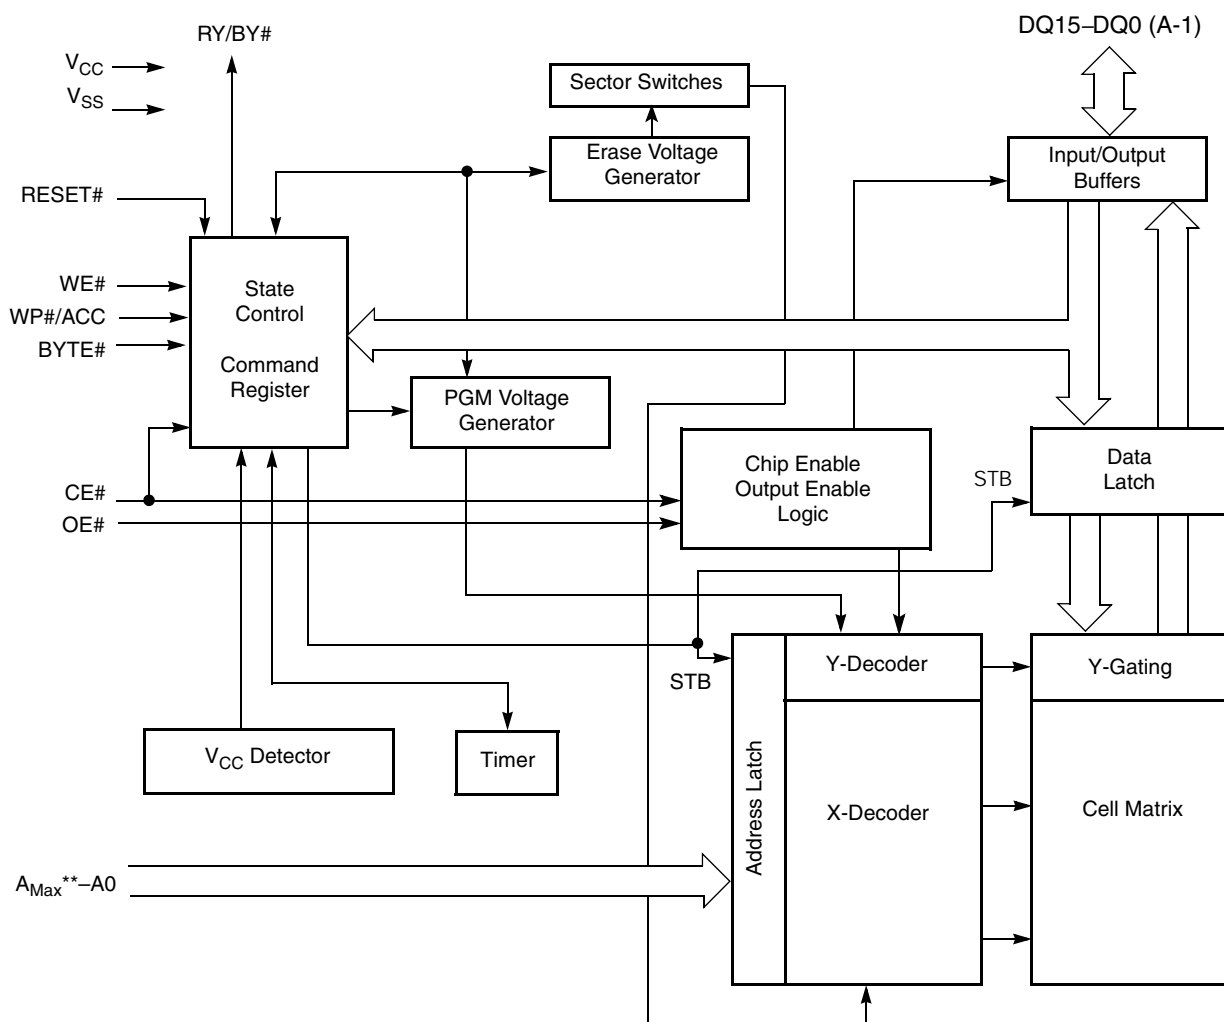 RY/BY#
DQ15–DQ0 (A-1)
VCC
VSS
Sector Switches
Erase Voltage
Generator
Input/Output
Buffers
RESET#
WE#
WP#/ACC
BYTE#
State
Control
Command
Register
PGM Voltage
Generator
Chip Enable
Output Enable
Logic
STB
Data
Latch
CE#
OE#
STB
Y-Decoder
Y-Gating
VCC Detector
Timer
Address Latch
X-Decoder
Cell Matrix
AMax**–A0